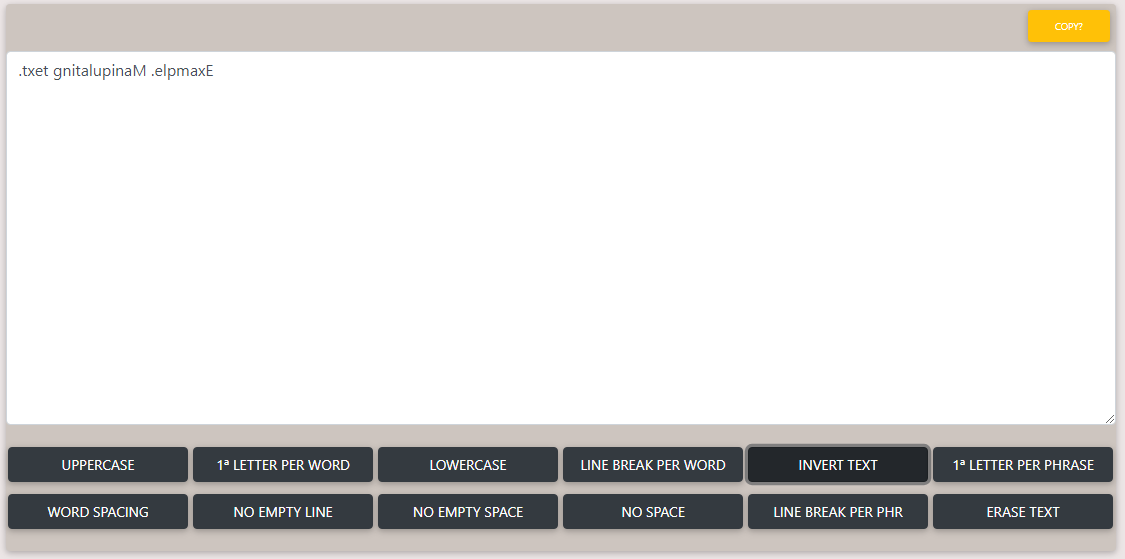 COPY?
.txet gnitalupinaM .elpmaxE
UPPERCASE 1ª LETTER PER WORD LOWERCASE LINE BREAK PER WORD INVERT TEXT 1ª LETTER PER PHRASE
WORD SPACING NO EMPTY LINE NO EMPTY SPACE NO SPACE LINE BREAK PER PHR ERASE TEXT